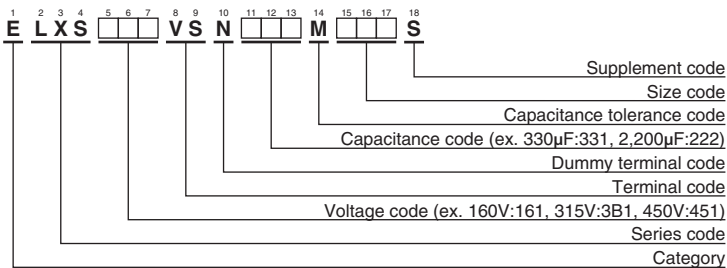 1 2 3 4 5 6 7 8 9 10 11 12 13 14 15 16 17 18
E L X S □□□ V S N □□□ M □□□ S
Supplement code
Size code
Capacitance tolerance code
Capacitance code (ex. 330μF:331, 2,200μF:222)
Dummy terminal code
Terminal code
Voltage code (ex. 160V:161, 315V:3B1, 450V:451)
Series code
Category